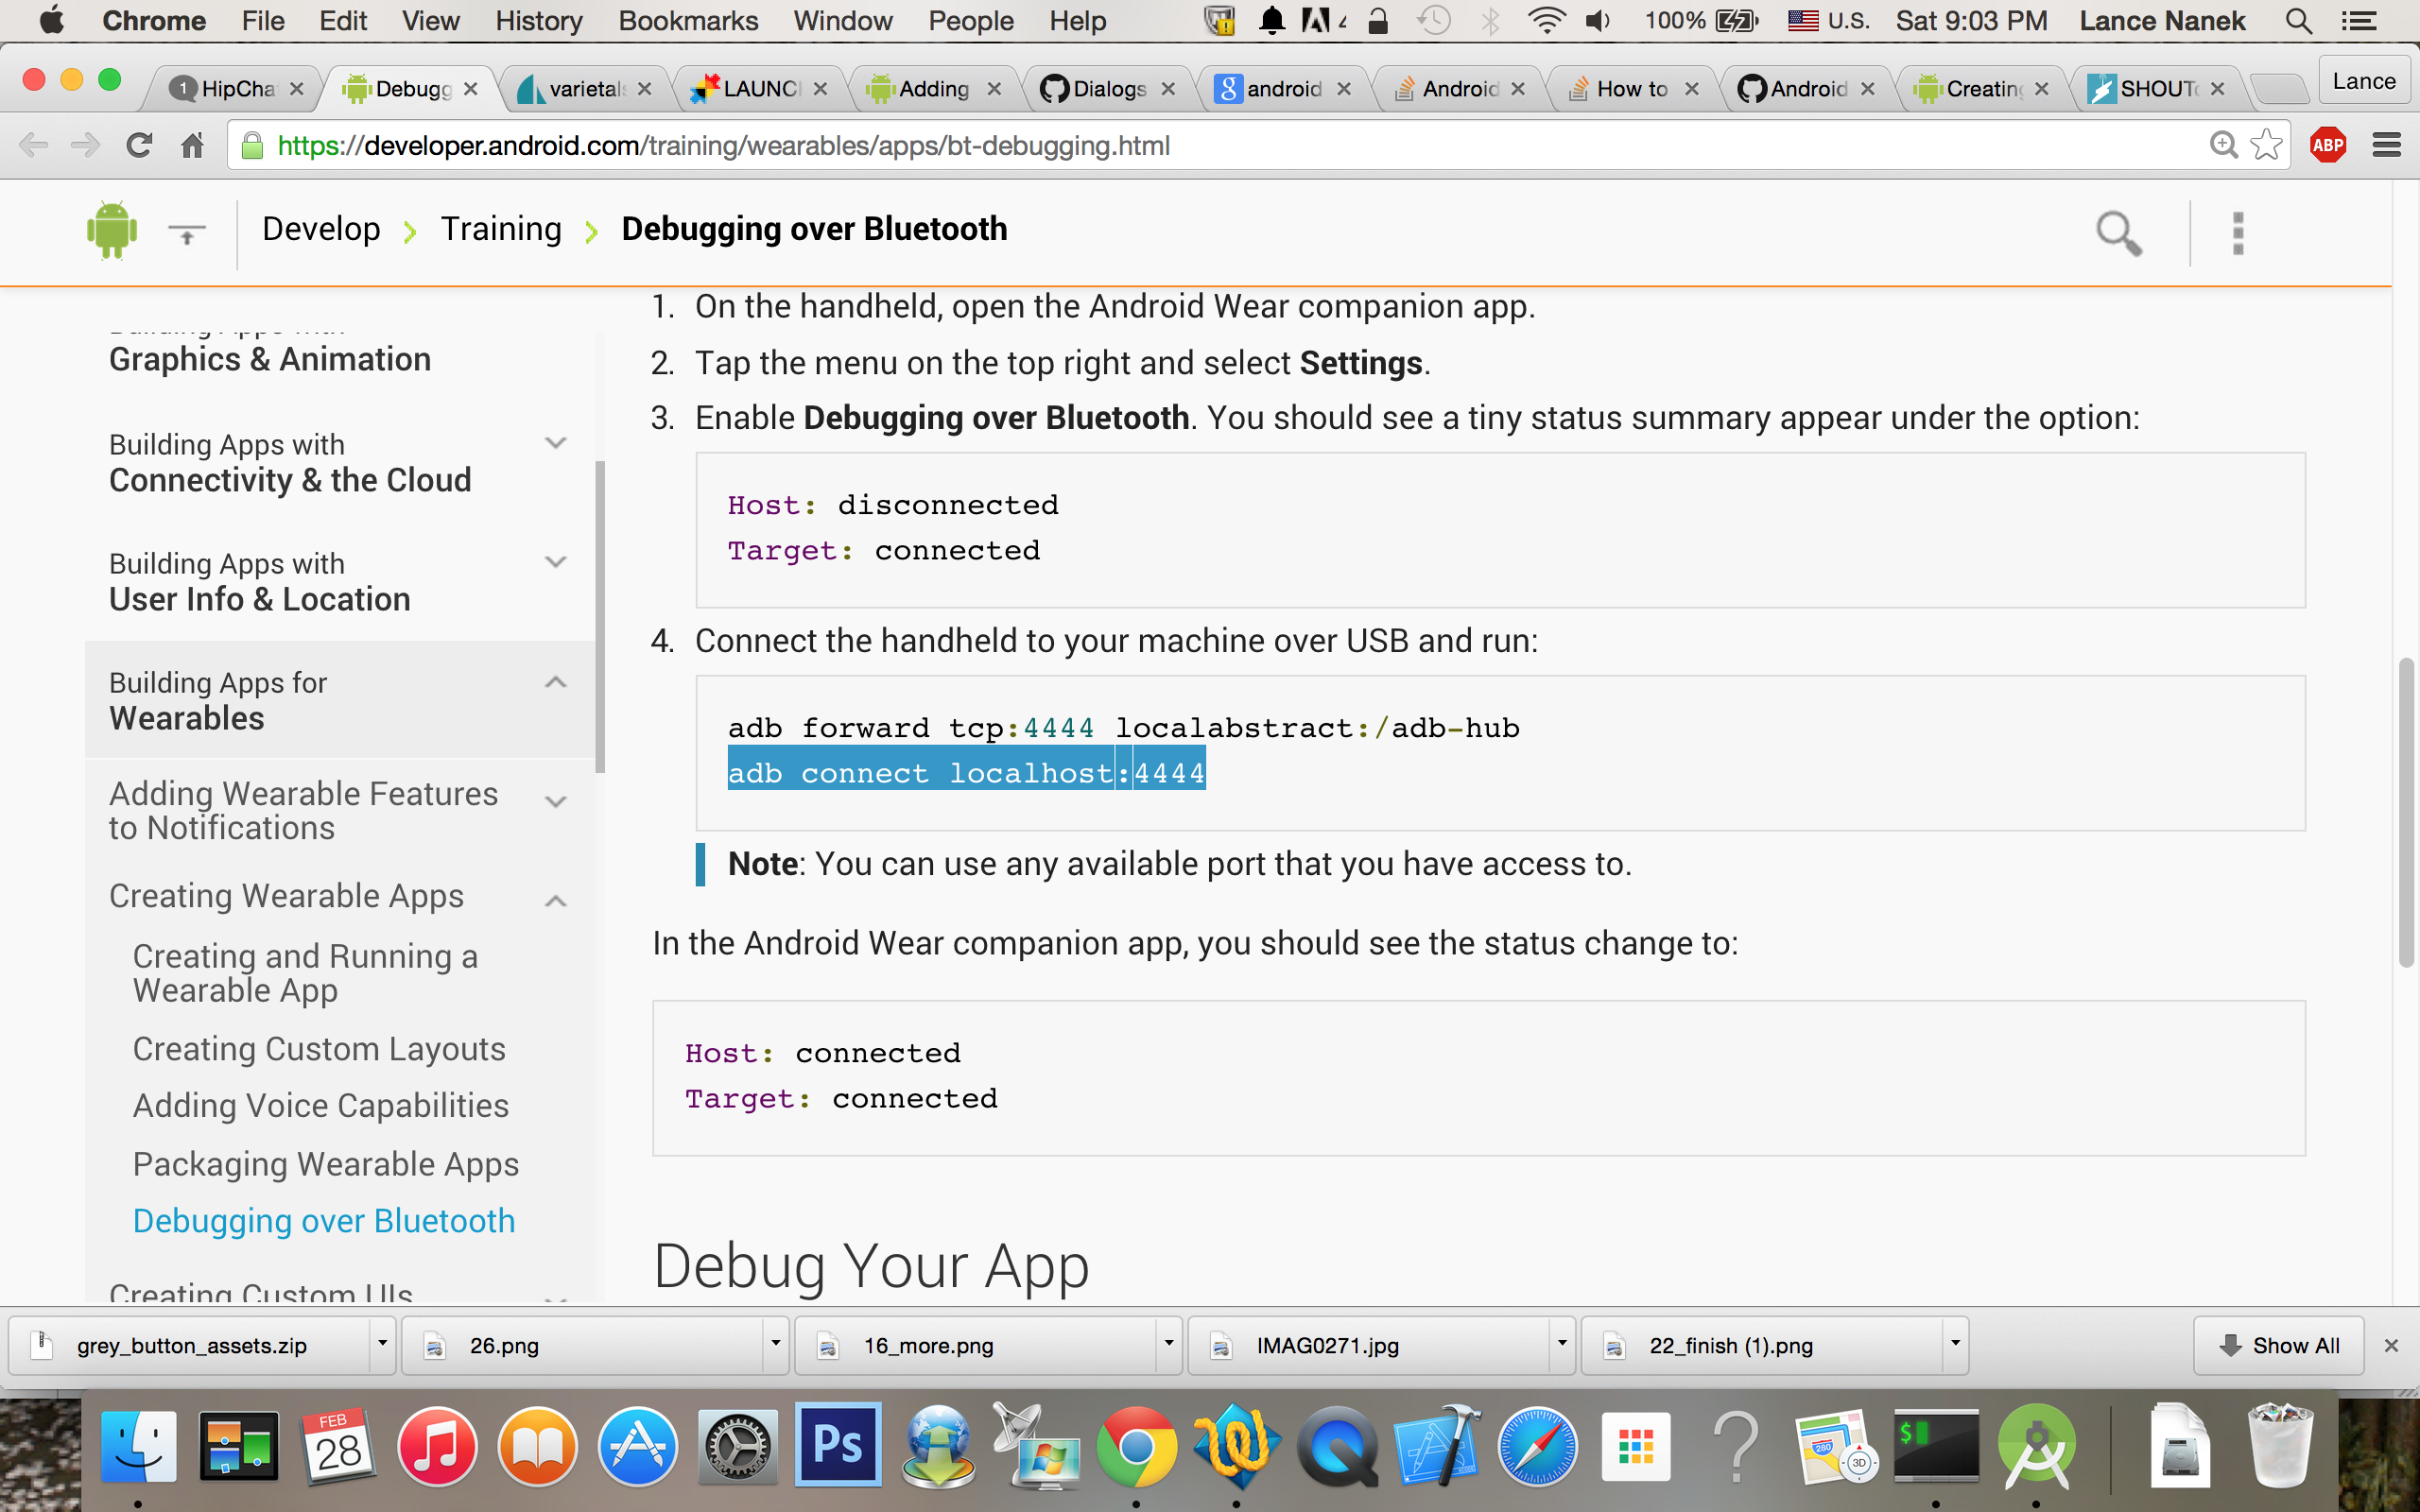 Chrome File Edit View History Bookmarks Window People Help 100% U.S. Sat 9:03 PM Lance Nanek
1 HipCha Debugg varietals LAUNC Adding Dialogs android Android How to Android Creating SHOUT Lance
https://developer.android.com/training/wearables/apps/bt-debugging.html
ABP
Develop Training Debugging over Bluetooth
Graphics & Animation
Building Apps with
Connectivity & the Cloud
Building Apps with
User Info & Location
Building Apps for
Wearables
Adding Wearable Features
to Notifications
Creating Wearable Apps
Creating and Running a
Wearable App
Creating Custom Layouts
Adding Voice Capabilities
Packaging Wearable Apps
Debugging over Bluetooth
Creating Custom UIs
1. On the handheld, open the Android Wear companion app.
2. Tap the menu on the top right and select Settings.
3. Enable Debugging over Bluetooth. You should see a tiny status summary appear under the option:
Host: disconnected
Target: connected
4. Connect the handheld to your machine over USB and run:
adb forward tcp:4444 localabstract:/adb-hub
adb connect localhost:4444
Note: You can use any available port that you have access to.
In the Android Wear companion app, you should see the status change to:
Host: connected
Target: connected
Debug Your App
grey_button_assets.zip 26.png 16_more.png IMAG0271.jpg 22_finish (1).png Show All
FEB
28
Ps
280
3D
$